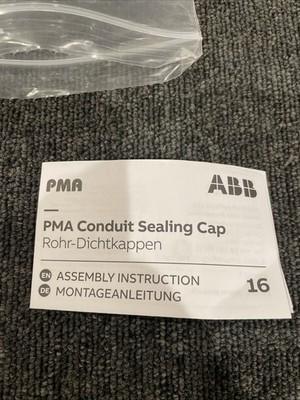 PMA ABB
PMA Conduit Sealing Cap
Rohr-Dichtkappen
EN ASSEMBLY INSTRUCTION
DE MONTAGEANLEITUNG 16